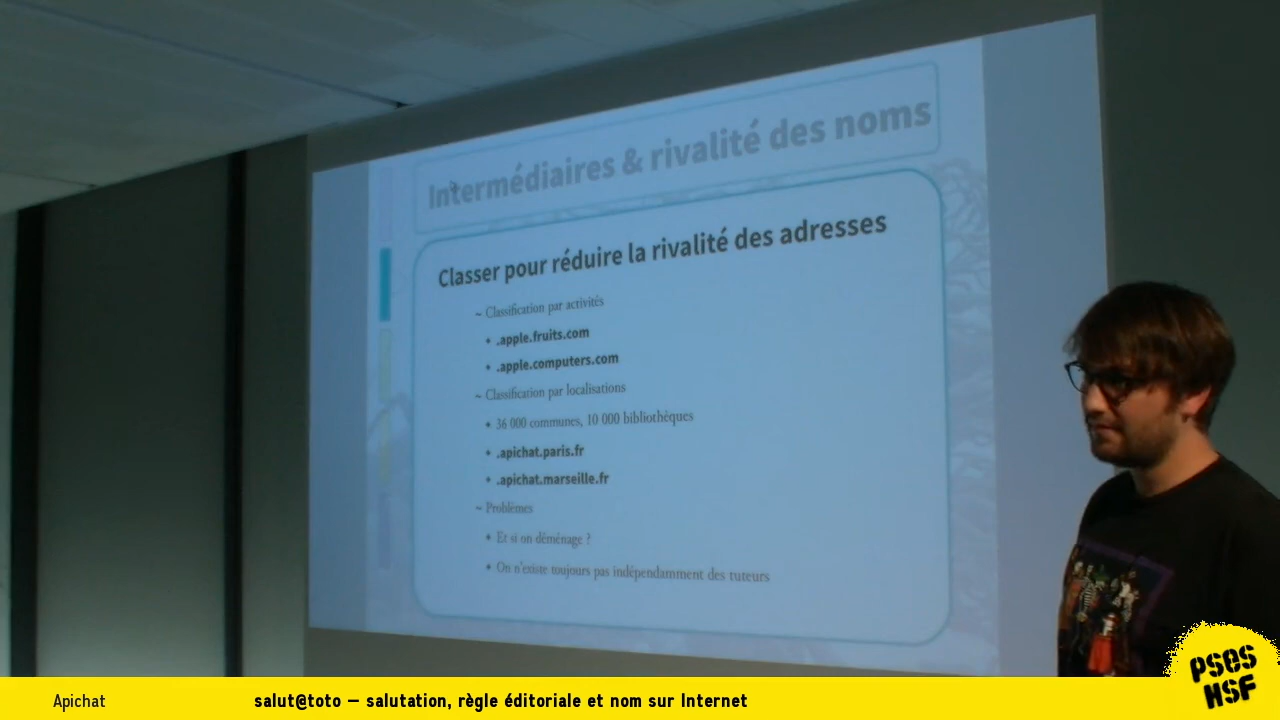 Intermédiaires & rivalité des noms
Classer pour réduire la rivalité des adresses
~ Classification par activités
• .apple.fruits.com
• .apple.computers.com
~ Classification par localisations
• 36 000 communes, 10 000 bibliothèques
• .apichat.paris.fr
• .apichat.marseille.fr
~ Problèmes
• Et si on déménage ?
• On n'existe toujours pas indépendamment des tuteurs
PSES
HSF
Apichat
salut@toto – salutation, règle éditoriale et nom sur Internet